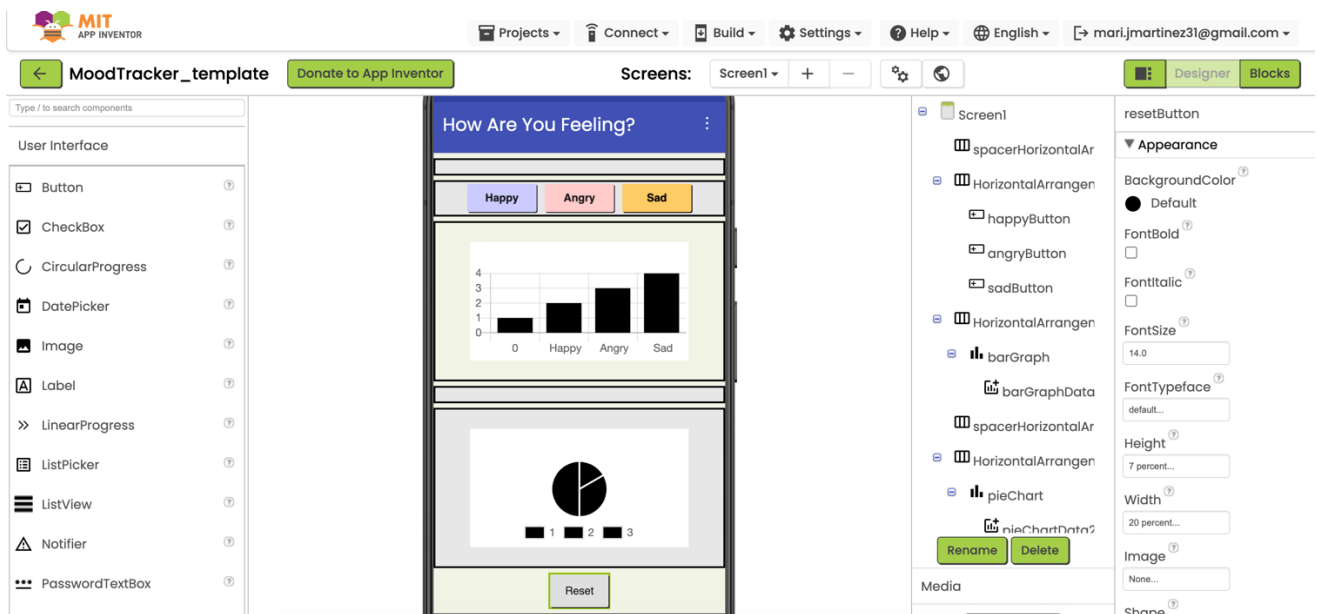 MIT
APP INVENTOR
Projects
Connect
Build
Settings
Help
English
mari.jmartinez31@gmail.com
MoodTracker_template
Donate to App Inventor
Screens:
Screen1
Designer
Blocks
Type / to search components
User Interface
Button
CheckBox
CircularProgress
DatePicker
Image
Label
LinearProgress
ListPicker
ListView
Notifier
PasswordTextBox
How Are You Feeling?
Happy Angry Sad
4
3
2
1
0
0 Happy Angry Sad
1 2 3
Reset
Screen1
spacerHorizontalAr
HorizontalArrangen
happyButton
angryButton
sadButton
HorizontalArrangen
barGraph
barGraphData
spacerHorizontalAr
HorizontalArrangen
pieChart
pieChartData2
Rename Delete
Media
resetButton
Appearance
BackgroundColor
Default
FontBold
FontItalic
FontSize
14.0
FontTypeface
default...
Height
7 percent...
Width
20 percent...
Image
None...
Shape